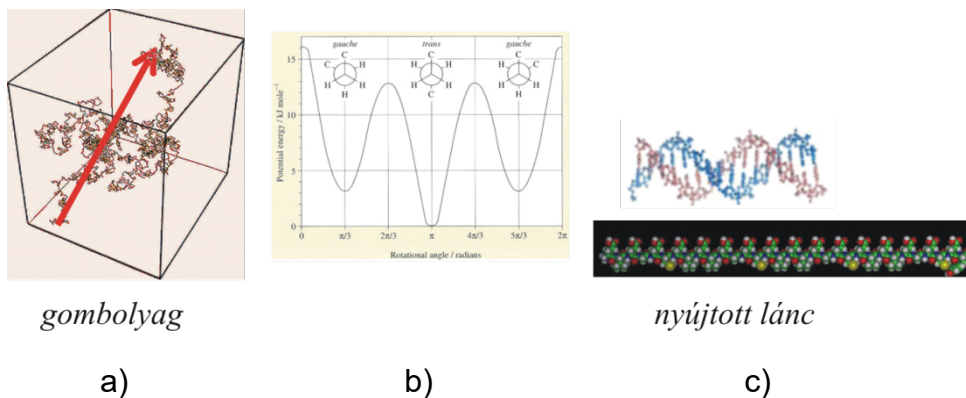 gauche
trans
gauche
C
C
C
C
H
H
H
H
C
H
H
H
H
H
H
H
H
C
H
Potential energy / kJ mole⁻¹
15
10
5
0
0
π/3
2π/3
π
4π/3
5π/3
2π
Rotational angle / radians
gombolyag
nyújtott lánc
a)
b)
c)